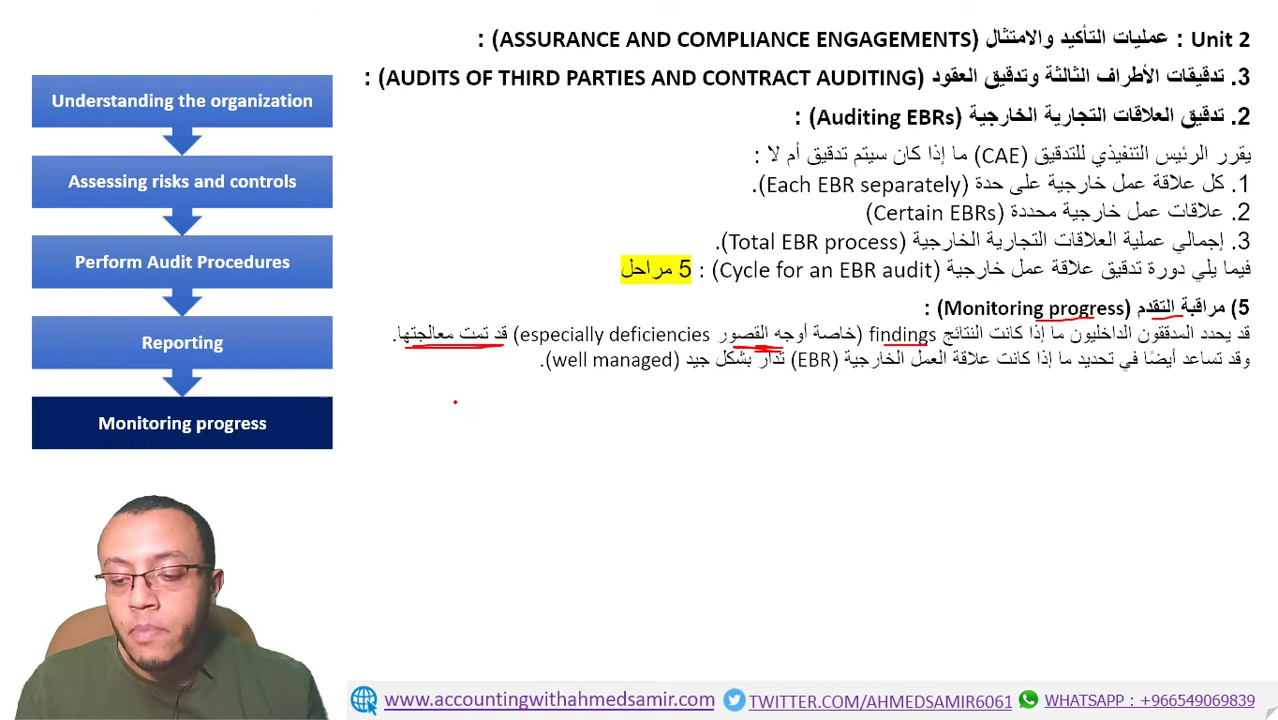 Unit 2 : عمليات التأكيد والامتثال (ASSURANCE AND COMPLIANCE ENGAGEMENTS) :
3. تدقيقات الأطراف الثالثة وتدقيق العقود (AUDITS OF THIRD PARTIES AND CONTRACT AUDITING) :
2. تدقيق العلاقات التجارية الخارجية (Auditing EBRs) :
يقرر الرئيس التنفيذي للتدقيق (CAE) ما إذا كان سيتم تدقيق أم لا :
1. كل علاقة عمل خارجية على حدة (Each EBR separately).
2. علاقات عمل خارجية محددة (Certain EBRs)
3. إجمالي عملية العلاقات التجارية الخارجية (Total EBR process).
فيما يلي دورة تدقيق علاقة عمل خارجية (Cycle for an EBR audit) : 5 مراحل
5) مراقبة التقدم (Monitoring progress) :
قد يحدد المدققون الداخليون ما إذا كانت النتائج findings (خاصة أوجه القصور especially deficiencies) قد تمت معالجتها.
وقد تساعد أيضًا في تحديد ما إذا كانت علاقة العمل الخارجية (EBR) تُدار بشكل جيد (well managed).
Understanding the organization
Assessing risks and controls
Perform Audit Procedures
Reporting
Monitoring progress
www.accountingwithahmedsamir.com TWITTER.COM/AHMEDSAMIR6061 WHATSAPP : +966549069839